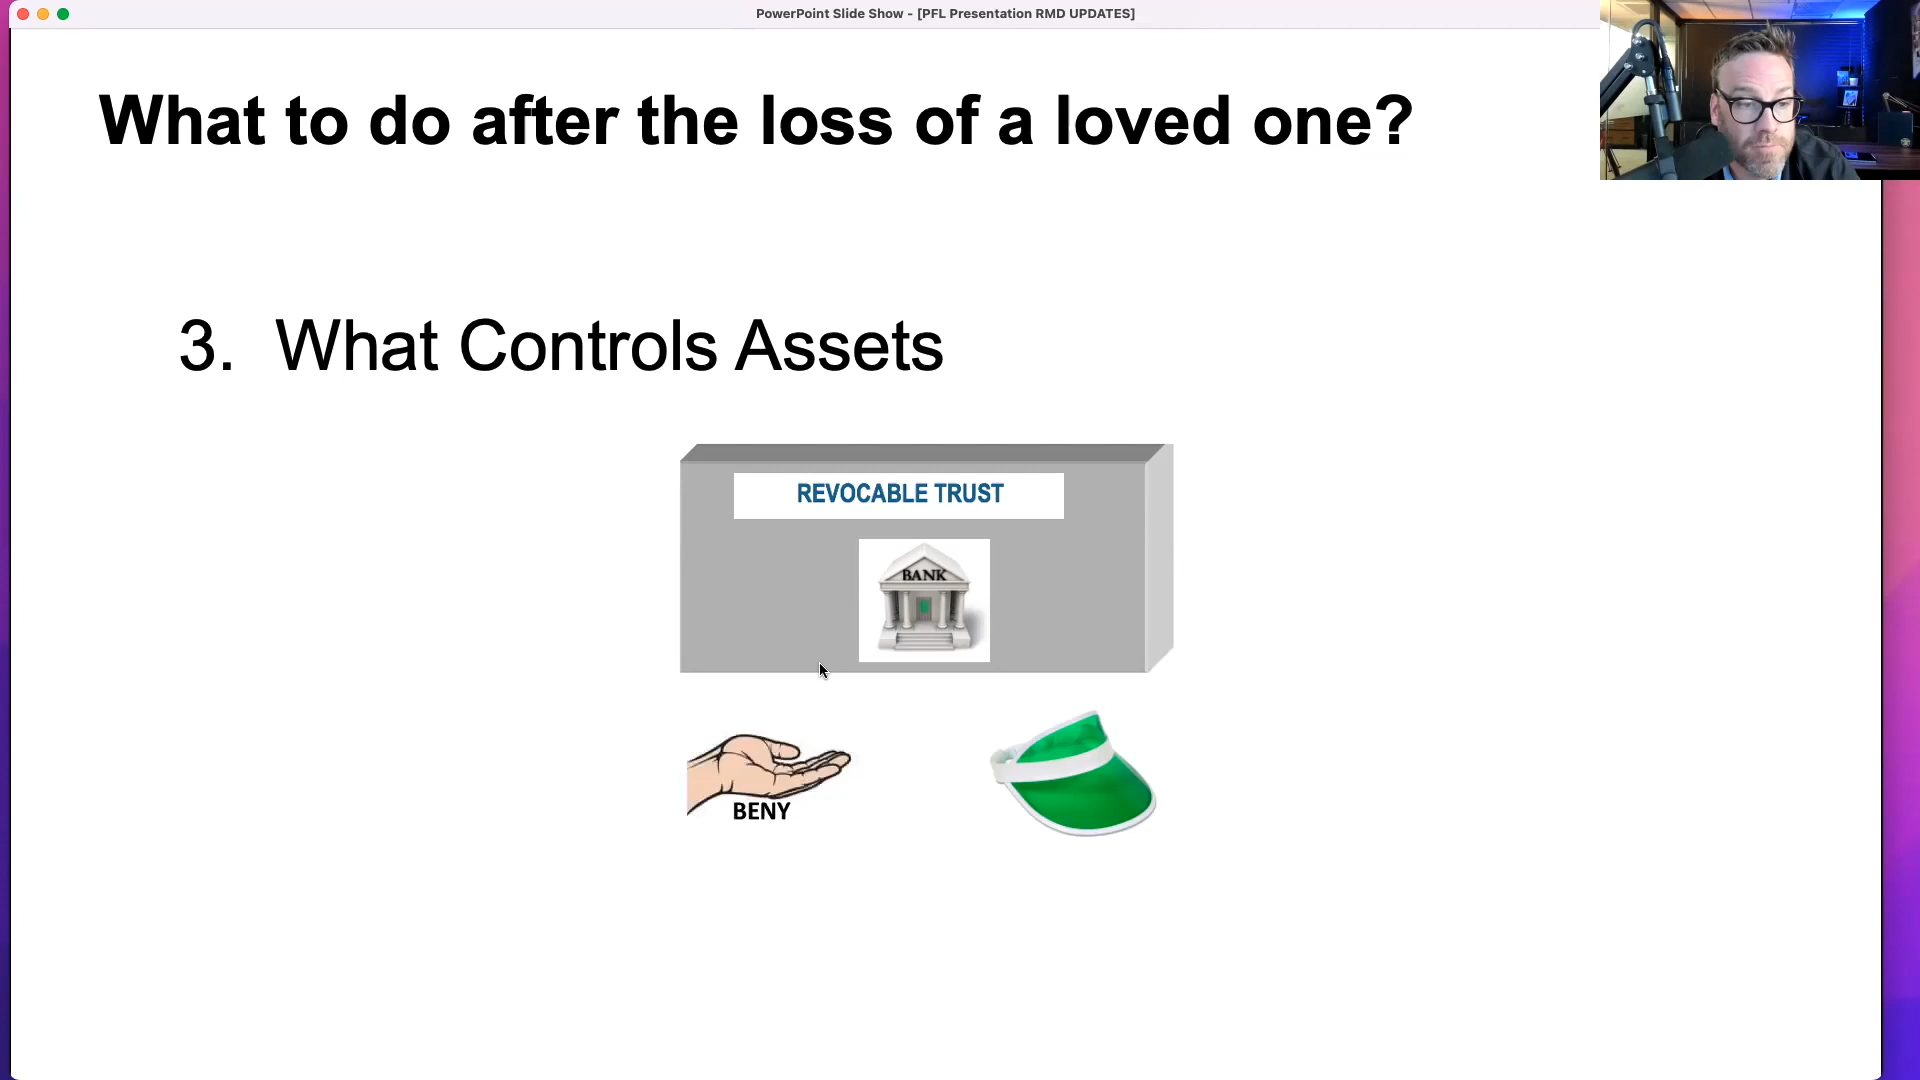 PowerPoint Slide Show - [PFL Presentation RMD UPDATES]
What to do after the loss of a loved one?
3. What Controls Assets
REVOCABLE TRUST
BANK
BENY